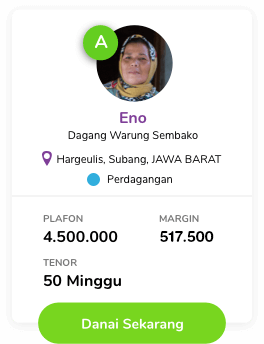 A
Eno
Dagang Warung Sembako
Hargeulis, Subang, JAWA BARAT
Perdagangan
PLAFON MARGIN
4.500.000 517.500
TENOR
50 Minggu
Danai Sekarang